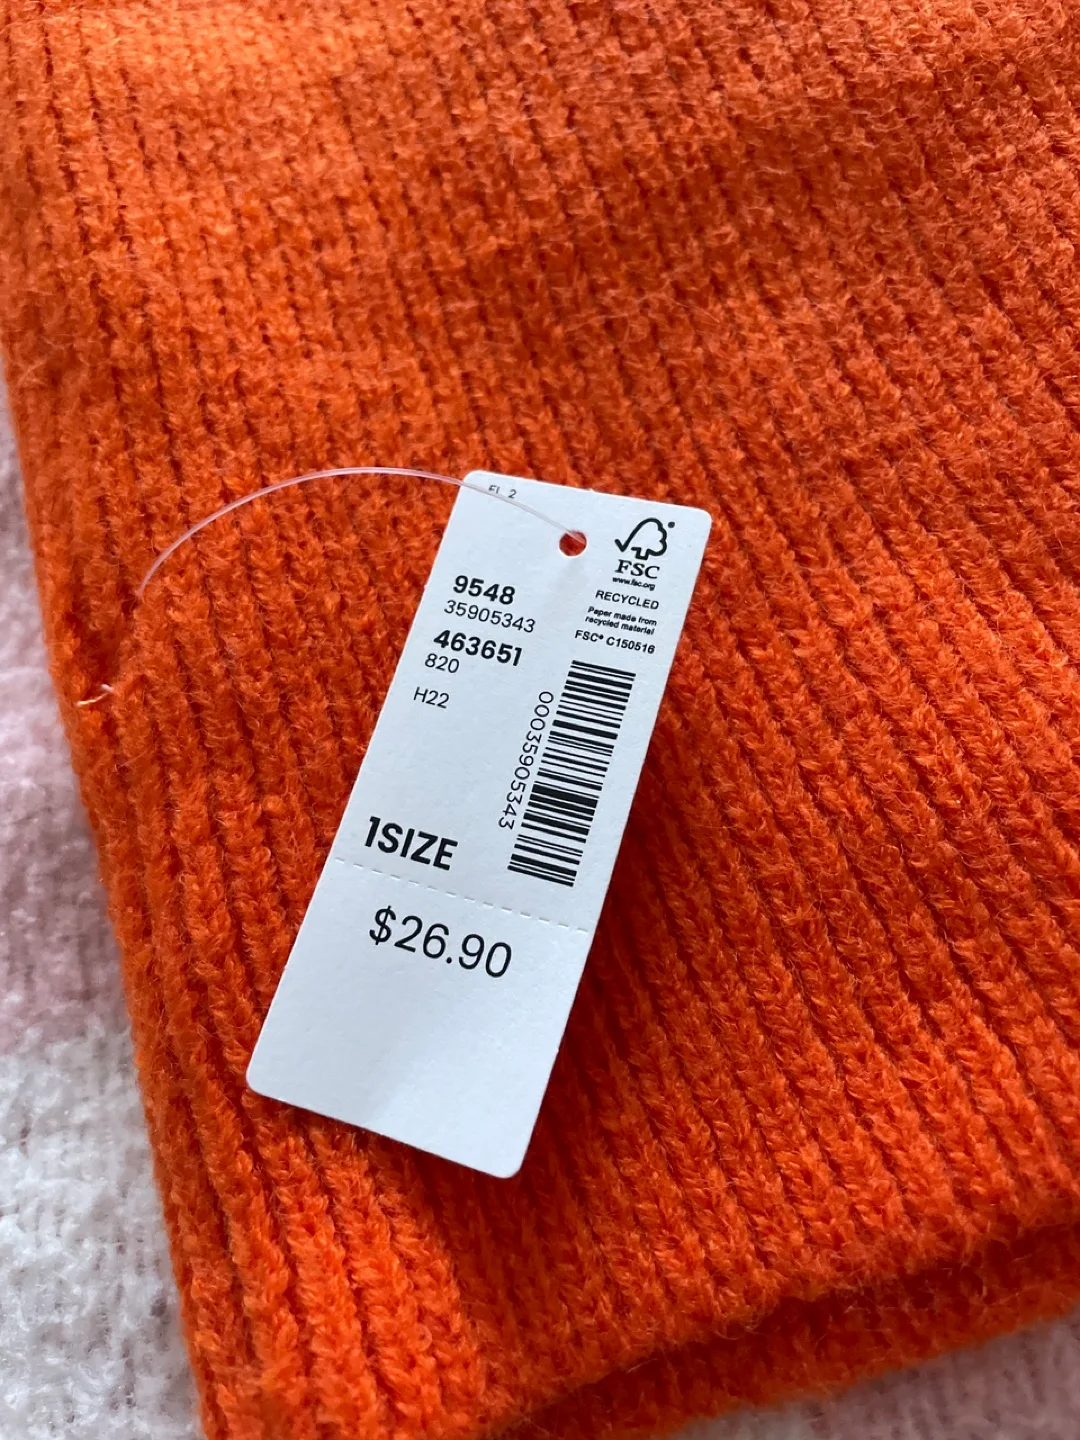 FL 2
FSC
www.fsc.org
RECYCLED
Paper made from
recycled material
FSC® C150516
9548
35905343
463651
820
H22
00035905343
1SIZE
$26.90